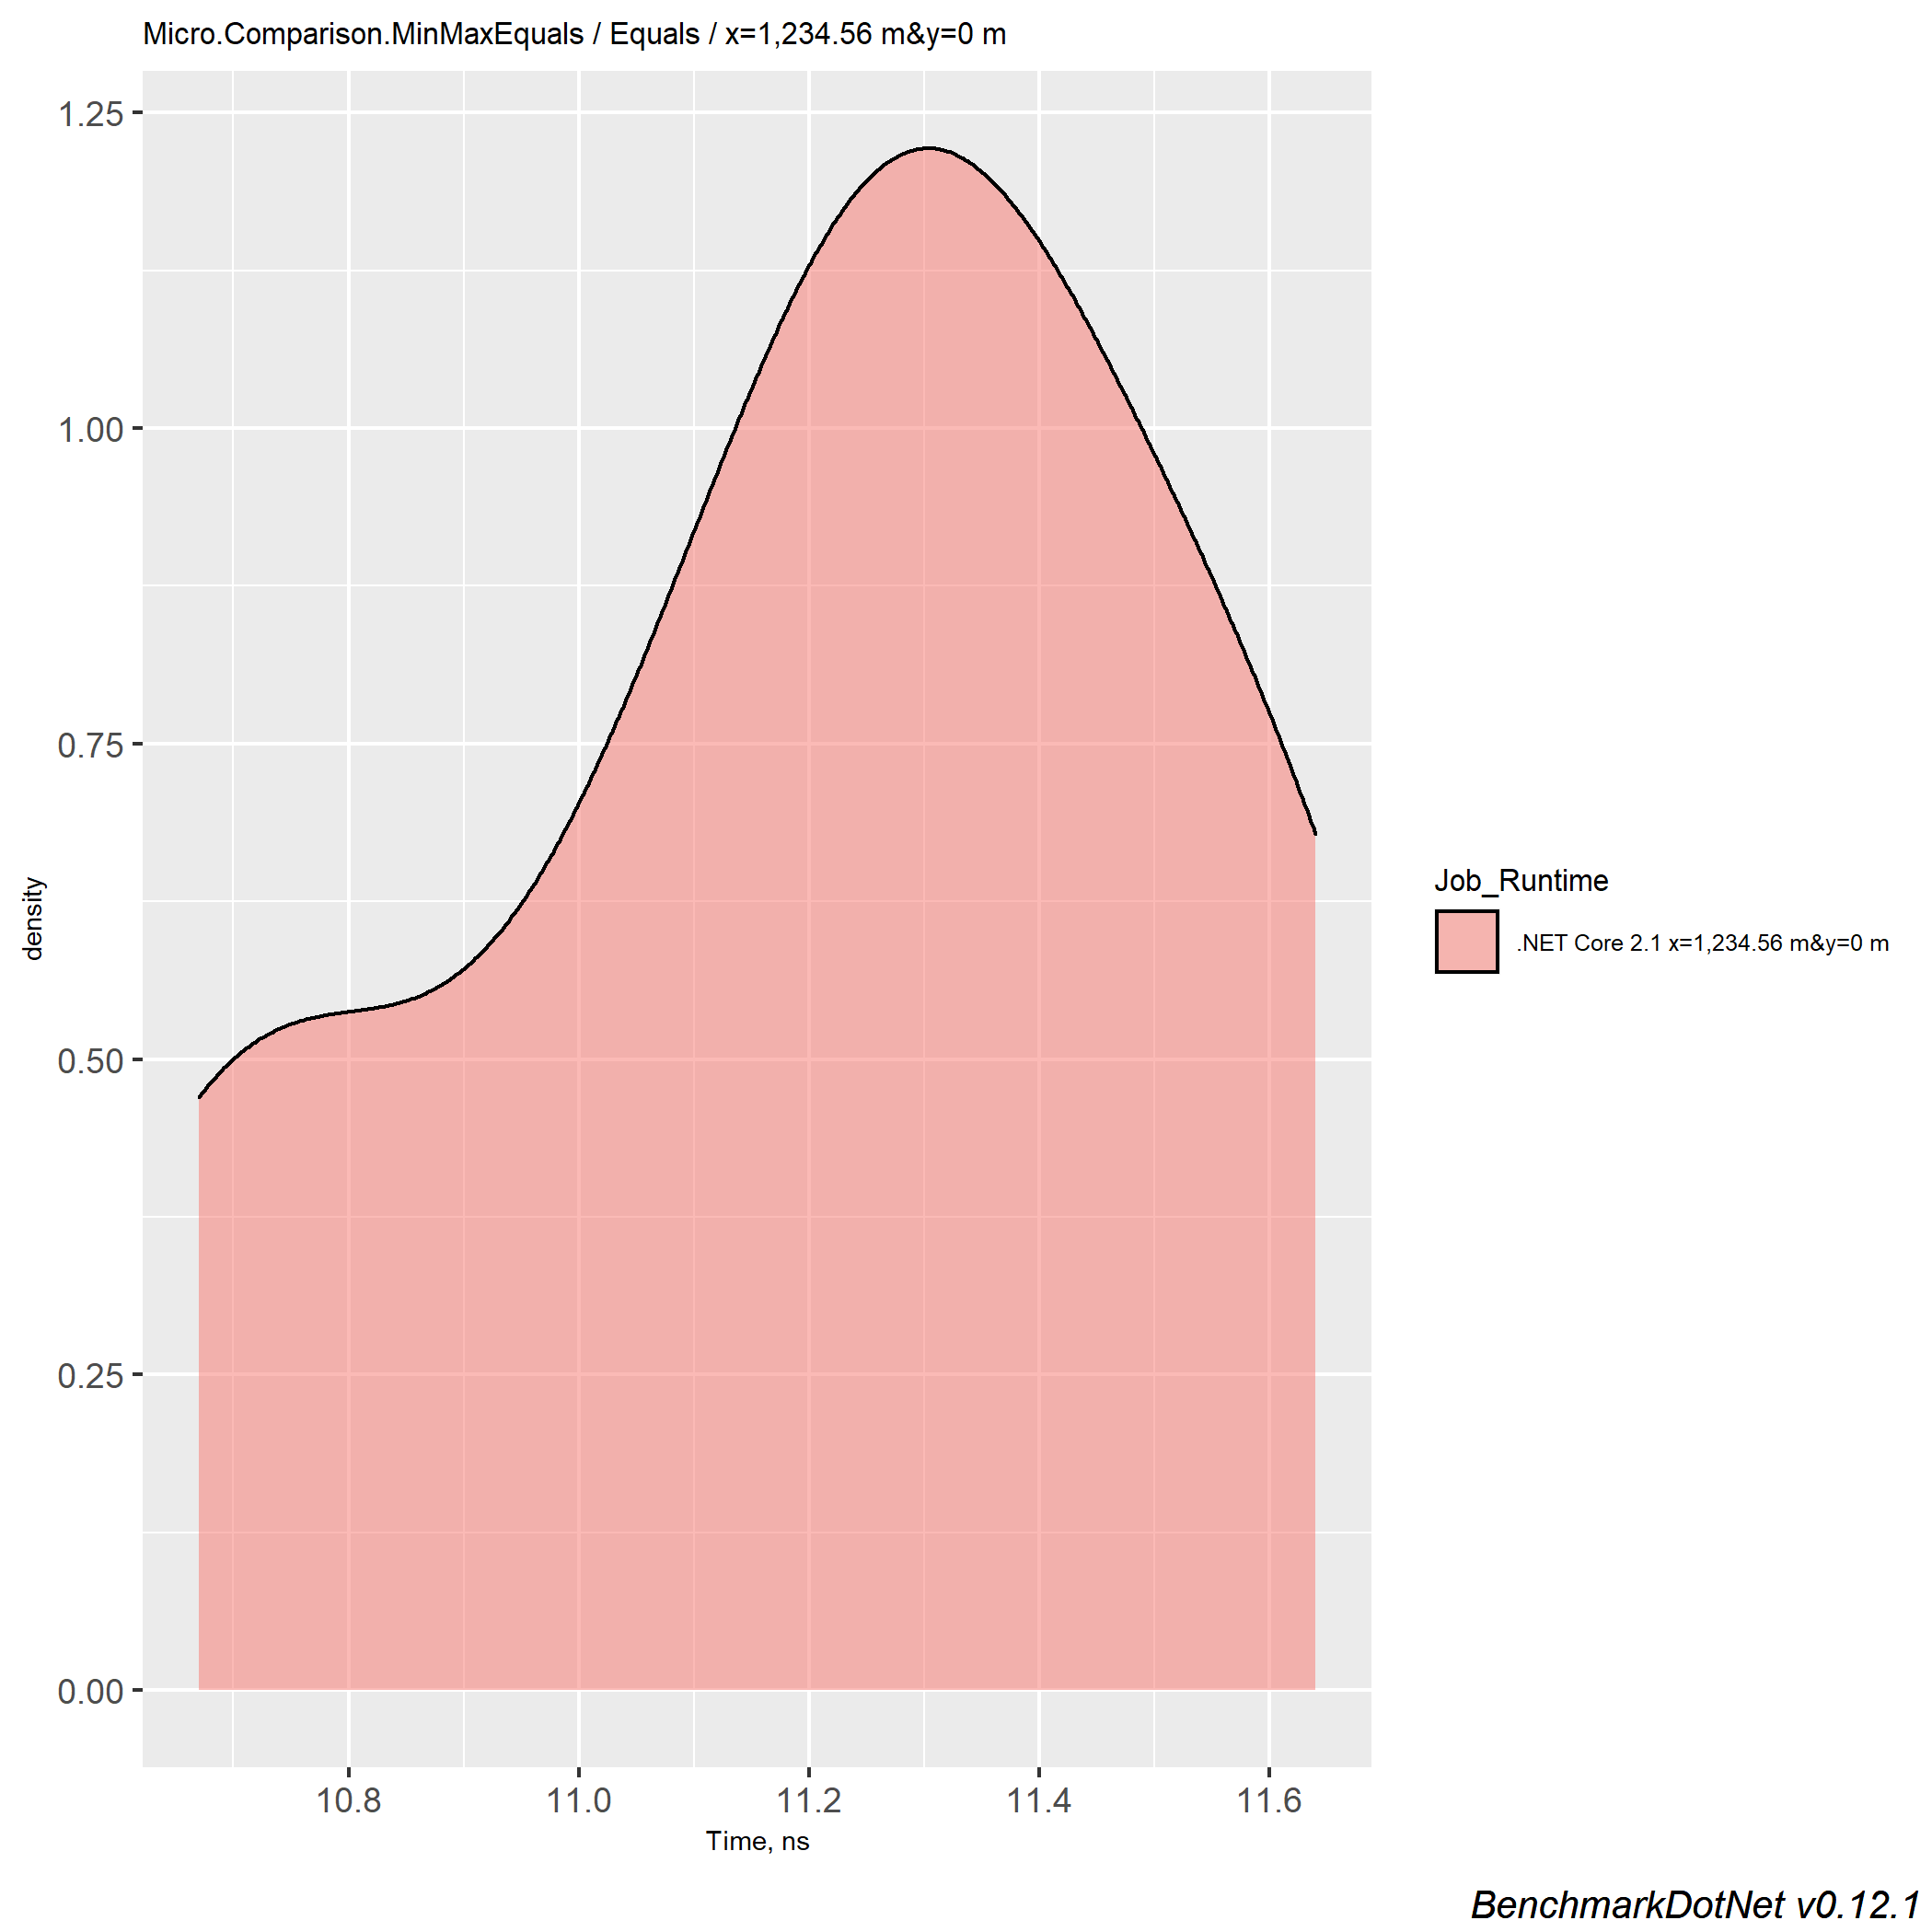 Micro.Comparison.MinMaxEquals / Equals / x=1,234.56 m&y=0 m
1.25
1.00
0.75
0.50
0.25
0.00
density
10.8 11.0 11.2 11.4 11.6
Time, ns
Job_Runtime
.NET Core 2.1 x=1,234.56 m&y=0 m
BenchmarkDotNet v0.12.1